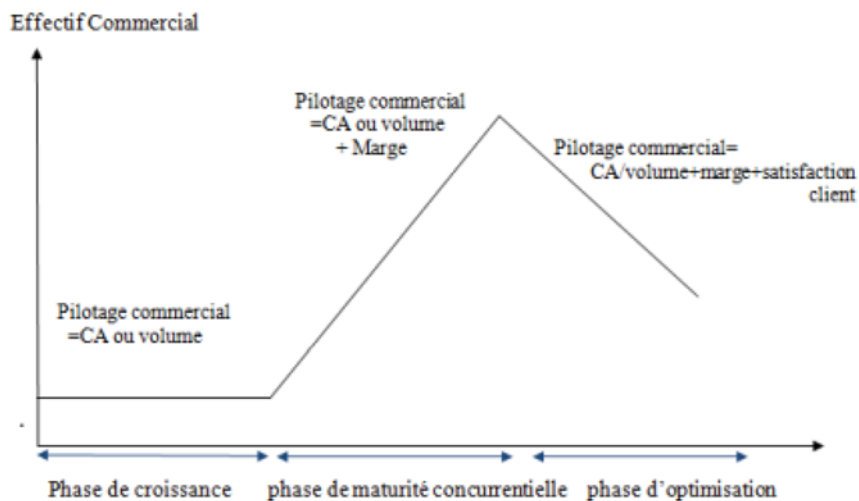 Effectif Commercial
Pilotage commercial
=CA ou volume
+ Marge
Pilotage commercial=
CA/volume+marge+satisfaction
client
Pilotage commercial
=CA ou volume
Phase de croissance
phase de maturité concurrentielle
phase d'optimisation